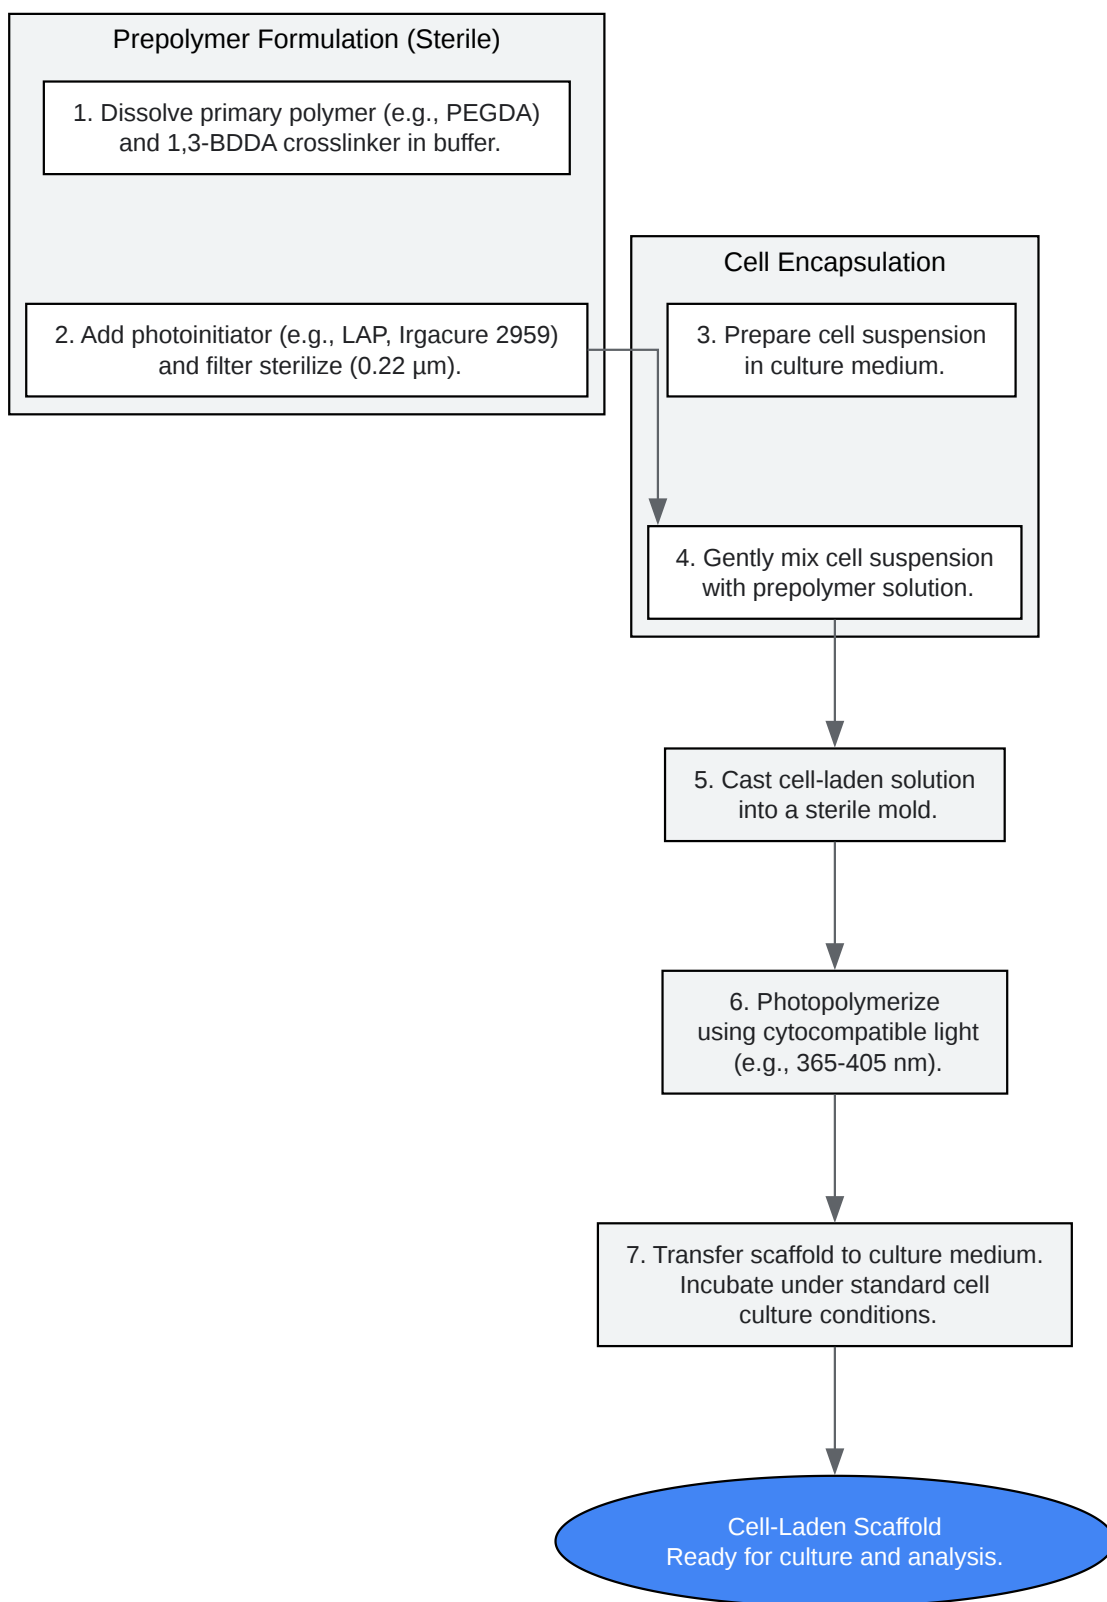 Prepolymer Formulation (Sterile)
1. Dissolve primary polymer (e.g., PEGDA)
and 1,3-BDDA crosslinker in buffer.
2. Add photoinitiator (e.g., LAP, Irgacure 2959)
and filter sterilize (0.22 µm).
Cell Encapsulation
3. Prepare cell suspension
in culture medium.
4. Gently mix cell suspension
with prepolymer solution.
5. Cast cell-laden solution
into a sterile mold.
6. Photopolymerize
using cytocompatible light
(e.g., 365-405 nm).
7. Transfer scaffold to culture medium.
Incubate under standard cell
culture conditions.
Cell-Laden Scaffold
Ready for culture and analysis.